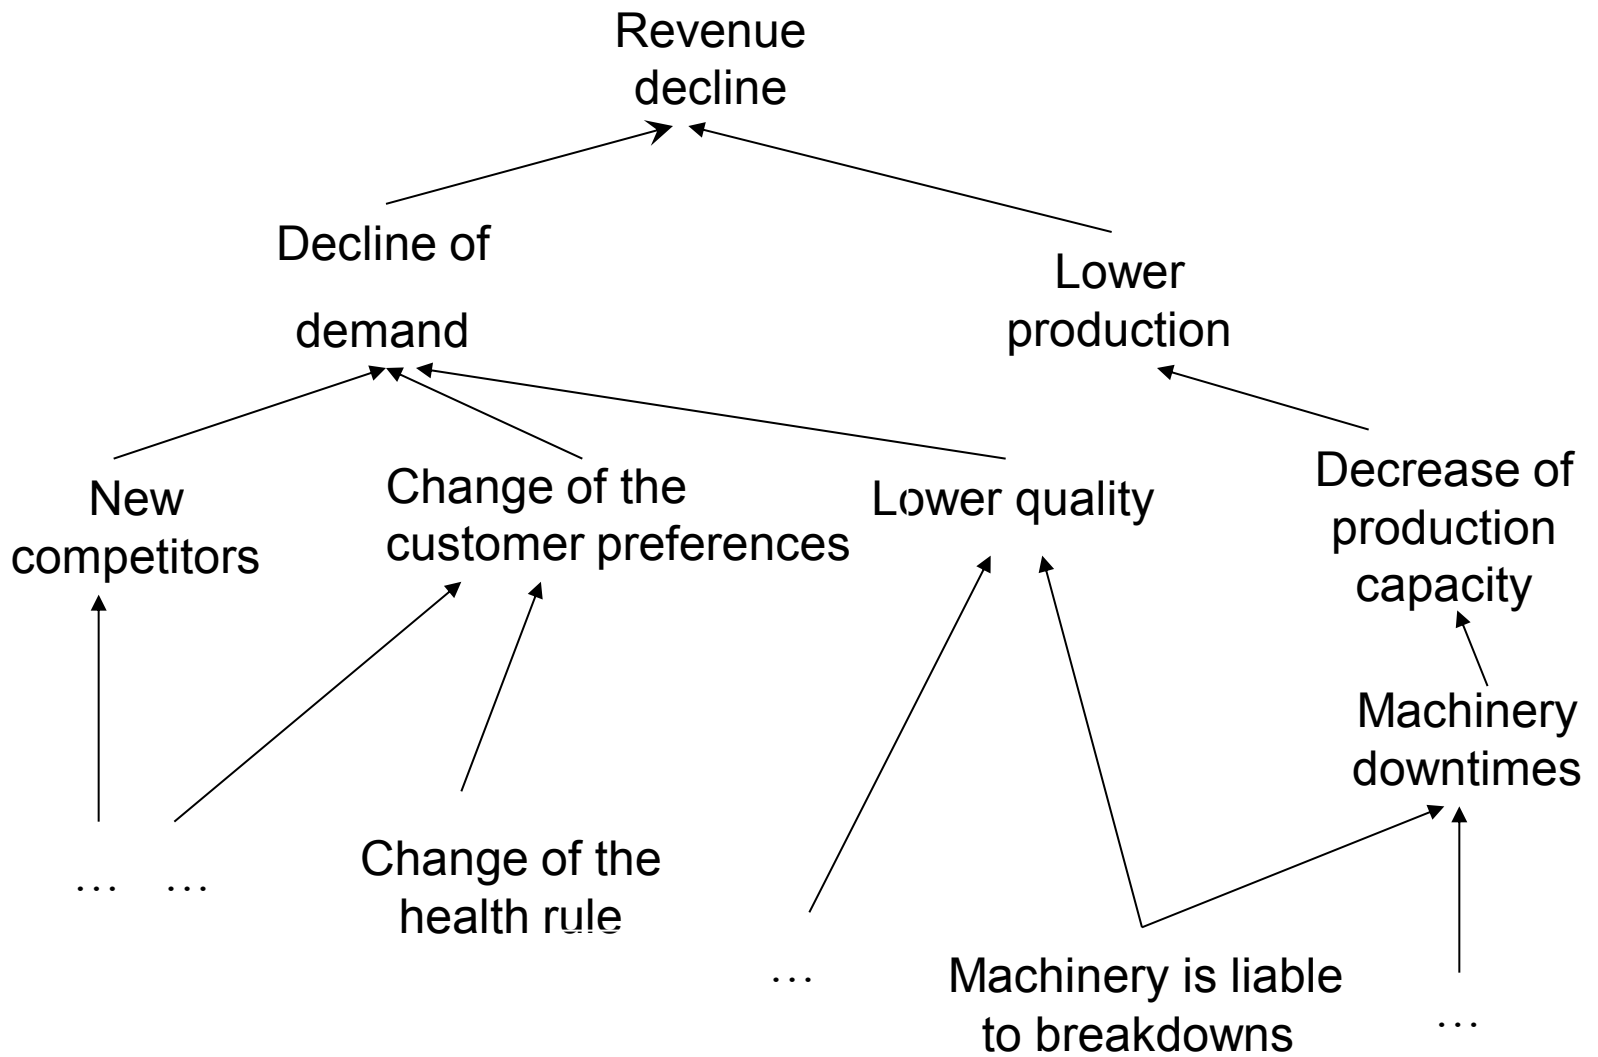 Revenue
decline
Decline of
demand
Lower
production
New
competitors
Change of the
customer preferences
Lower quality
Decrease of
production
capacity
Machinery
downtimes
…
…
Change of the
health rule
…
Machinery is liable
to breakdowns
…